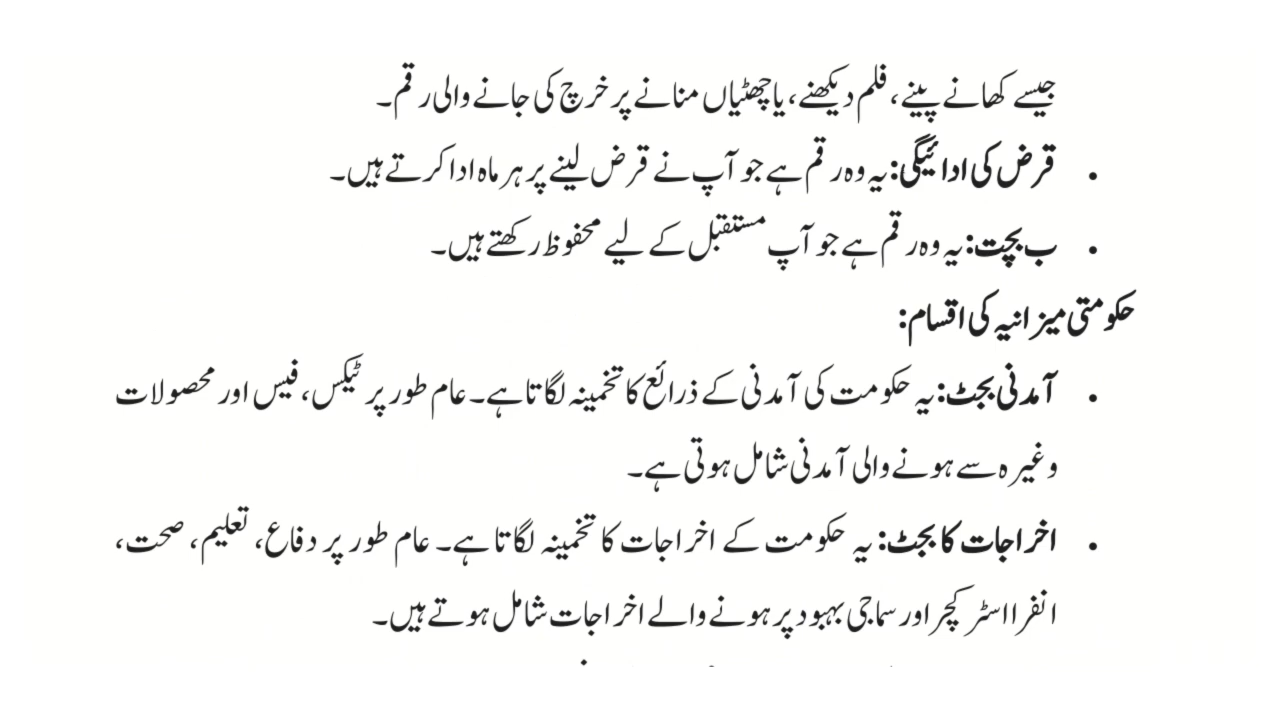 جیسے کھانے پینے، فلم دیکھنے، یا چھٹیاں منانے پر خرچ کی جانے والی رقم۔
• قرض کی ادائیگی: یہ وہ رقم ہے جو آپ نے قرض لینے پر ہر ماہ ادا کرتے ہیں۔
• ب بچت: یہ وہ رقم ہے جو آپ مستقبل کے لیے محفوظ رکھتے ہیں۔
حکومتی میزانیہ کی اقسام:
• آمدنی بجٹ: یہ حکومت کی آمدنی کے ذرائع کا تخمینہ لگاتا ہے۔ عام طور پر ٹیکس، فیس اور محصولات
وغیرہ سے ہونے والی آمدنی شامل ہوتی ہے۔
• اخراجات کا بجٹ: یہ حکومت کے اخراجات کا تخمینہ لگاتا ہے۔ عام طور پر دفاع، تعلیم، صحت،
انفرااسٹرکچر اور سماجی بہبود پر ہونے والے اخراجات شامل ہوتے ہیں۔